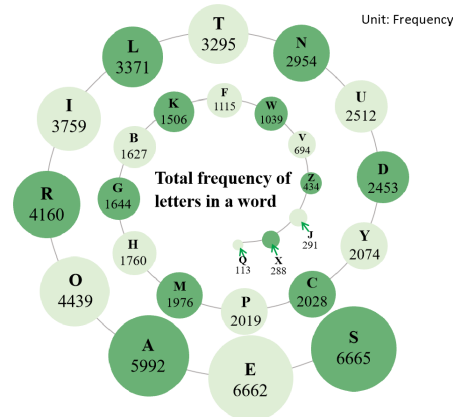 Unit: Frequency
T
3295
L
3371
N
2954
I
3759
U
2512
R
4160
D
2453
O
4439
Y
2074
A
5992
E
6662
S
6665
C
2028
P
2019
M
1976
H
1760
G
1644
B
1627
K
1506
F
1115
W
1039
V
694
Z
434
J
291
X
288
Q
113
Total frequency of
letters in a word